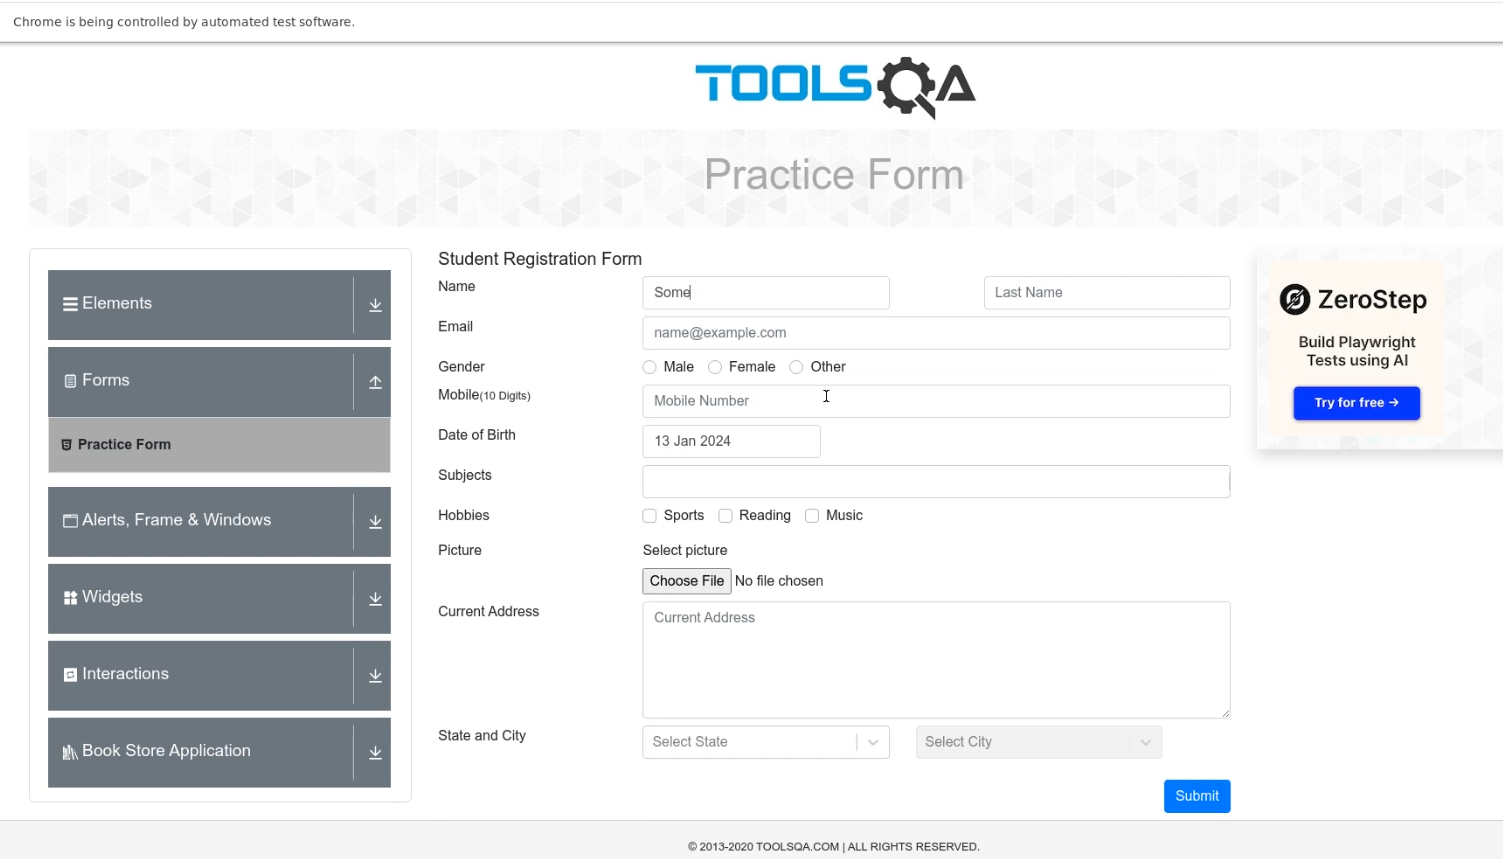 Chrome is being controlled by automated test software.
TOOLSQA
Practice Form
Elements
Forms
Practice Form
Alerts, Frame & Windows
Widgets
Interactions
Book Store Application
Student Registration Form
Name Some Last Name
Email name@example.com
Gender Male Female Other
Mobile(10 Digits) Mobile Number
Date of Birth 13 Jan 2024
Subjects
Hobbies Sports Reading Music
Picture Select picture
Choose File No file chosen
Current Address Current Address
State and City Select State Select City
Submit
ZeroStep
Build Playwright
Tests using AI
Try for free →
© 2013-2020 TOOLSQA.COM | ALL RIGHTS RESERVED.